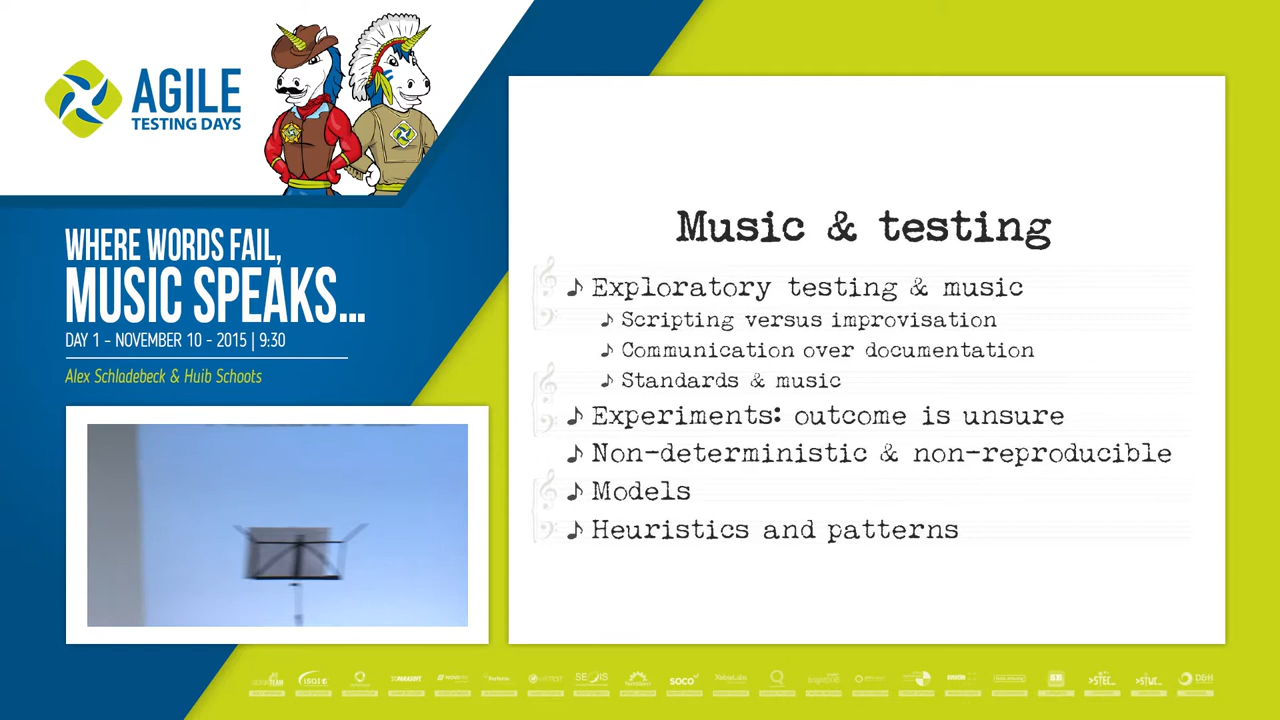 AGILE
TESTING DAYS
WHERE WORDS FAIL,
MUSIC SPEAKS...
DAY 1 - NOVEMBER 10 - 2015 | 9:30
Alex Schladebeck & Huib Schoots
Music & testing
♪ Exploratory testing & music
♪ Scripting versus improvisation
♪ Communication over documentation
♪ Standards & music
♪ Experiments: outcome is unsure
♪ Non-deterministic & non-reproducible
♪ Models
♪ Heuristics and patterns